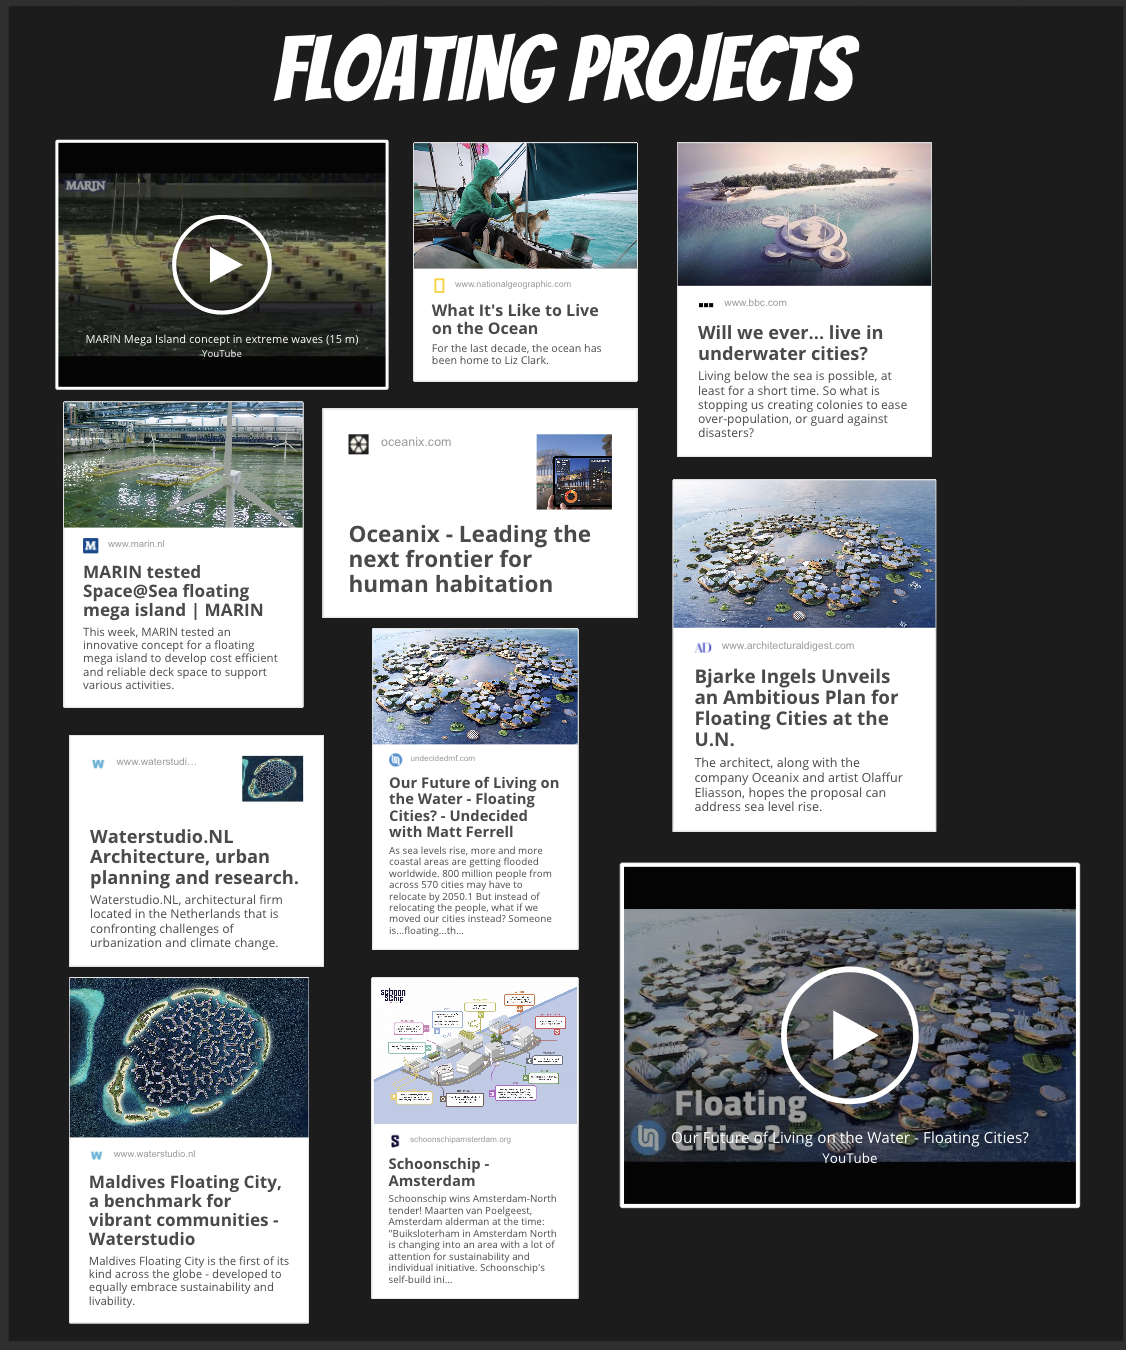 FLOATING PROJECTS
MARIN
MARIN Mega Island concept in extreme waves (15 m)
YouTube
www.nationalgeographic.com
What It's Like to Live
on the Ocean
For the last decade, the ocean has
been home to Liz Clark.
www.bbc.com
Will we ever... live in
underwater cities?
Living below the sea is possible, at
least for a short time. So what is
stopping us creating colonies to ease
over-population, or guard against
disasters?
M
www.marin.nl
MARIN tested
Space@Sea floating
mega island | MARIN
This week, MARIN tested an
innovative concept for a floating
mega island to develop cost efficient
and reliable deck space to support
various activities.
oceanix.com
Oceanix - Leading the
next frontier for
human habitation
AD
www.architecturaldigest.com
Bjarke Ingels Unveils
an Ambitious Plan for
Floating Cities at the
U.N.
The architect, along with the
company Oceanix and artist Olaffur
Eliasson, hopes the proposal can
address sea level rise.
undecidedmf.com
Our Future of Living on
the Water - Floating
Cities? - Undecided
with Matt Ferrell
As sea levels rise, more and more
coastal areas are getting flooded
worldwide. 800 million people from
across 570 cities may have to
relocate by 2050.1 But instead of
relocating the people, what if we
moved our cities instead? Someone
is...floating...th...
w
www.waterstudi...
Waterstudio.NL
Architecture, urban
planning and research.
Waterstudio.NL, architectural firm
located in the Netherlands that is
confronting challenges of
urbanization and climate change.
Floating
Cities?
Our Future of Living on the Water - Floating Cities?
YouTube
w
www.waterstudio.nl
Maldives Floating City,
a benchmark for
vibrant communities -
Waterstudio
Maldives Floating City is the first of its
kind across the globe - developed to
equally embrace sustainability and
livability.
schoon
schip
S
schoonschipamsterdam.org
Schoonschip -
Amsterdam
Schoonschip wins Amsterdam-North
tender! Maarten van Poelgeest,
Amsterdam alderman at the time:
"Buiksloterham in Amsterdam North
is changing into an area with a lot of
attention for sustainability and
individual initiative. Schoonschip's
self-build ini...